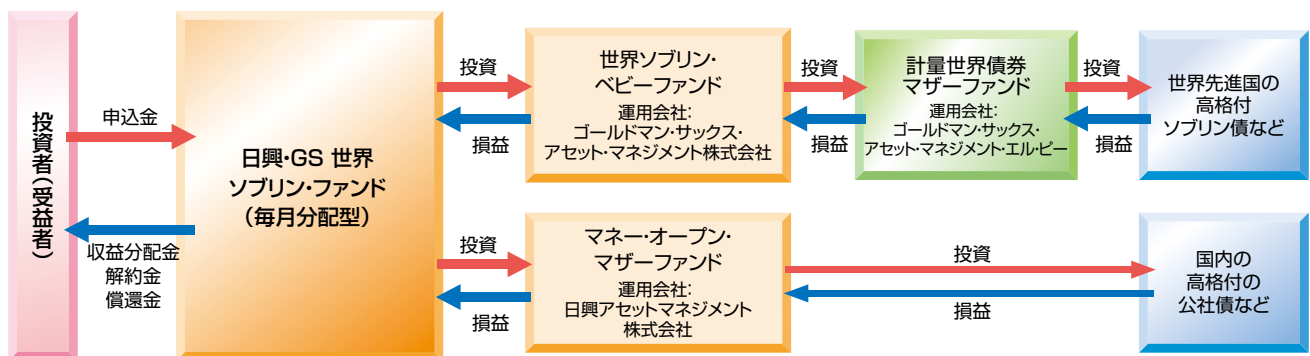 投資者（受益者）
申込金
収益分配金
解約金
償還金
日興・GS 世界
ソブリン・ファンド
（毎月分配型）
投資
損益
世界ソブリン・
ベビーファンド
運用会社：
ゴールドマン・サックス・
アセット・マネジメント株式会社
投資
損益
計量世界債券
マザーファンド
運用会社：
ゴールドマン・サックス・
アセット・マネジメント・エル・ピー
投資
損益
世界先進国の
高格付
ソブリン債など
投資
損益
マネー・オープン・
マザーファンド
運用会社：
日興アセットマネジメント
株式会社
投資
損益
国内の
高格付の
公社債など